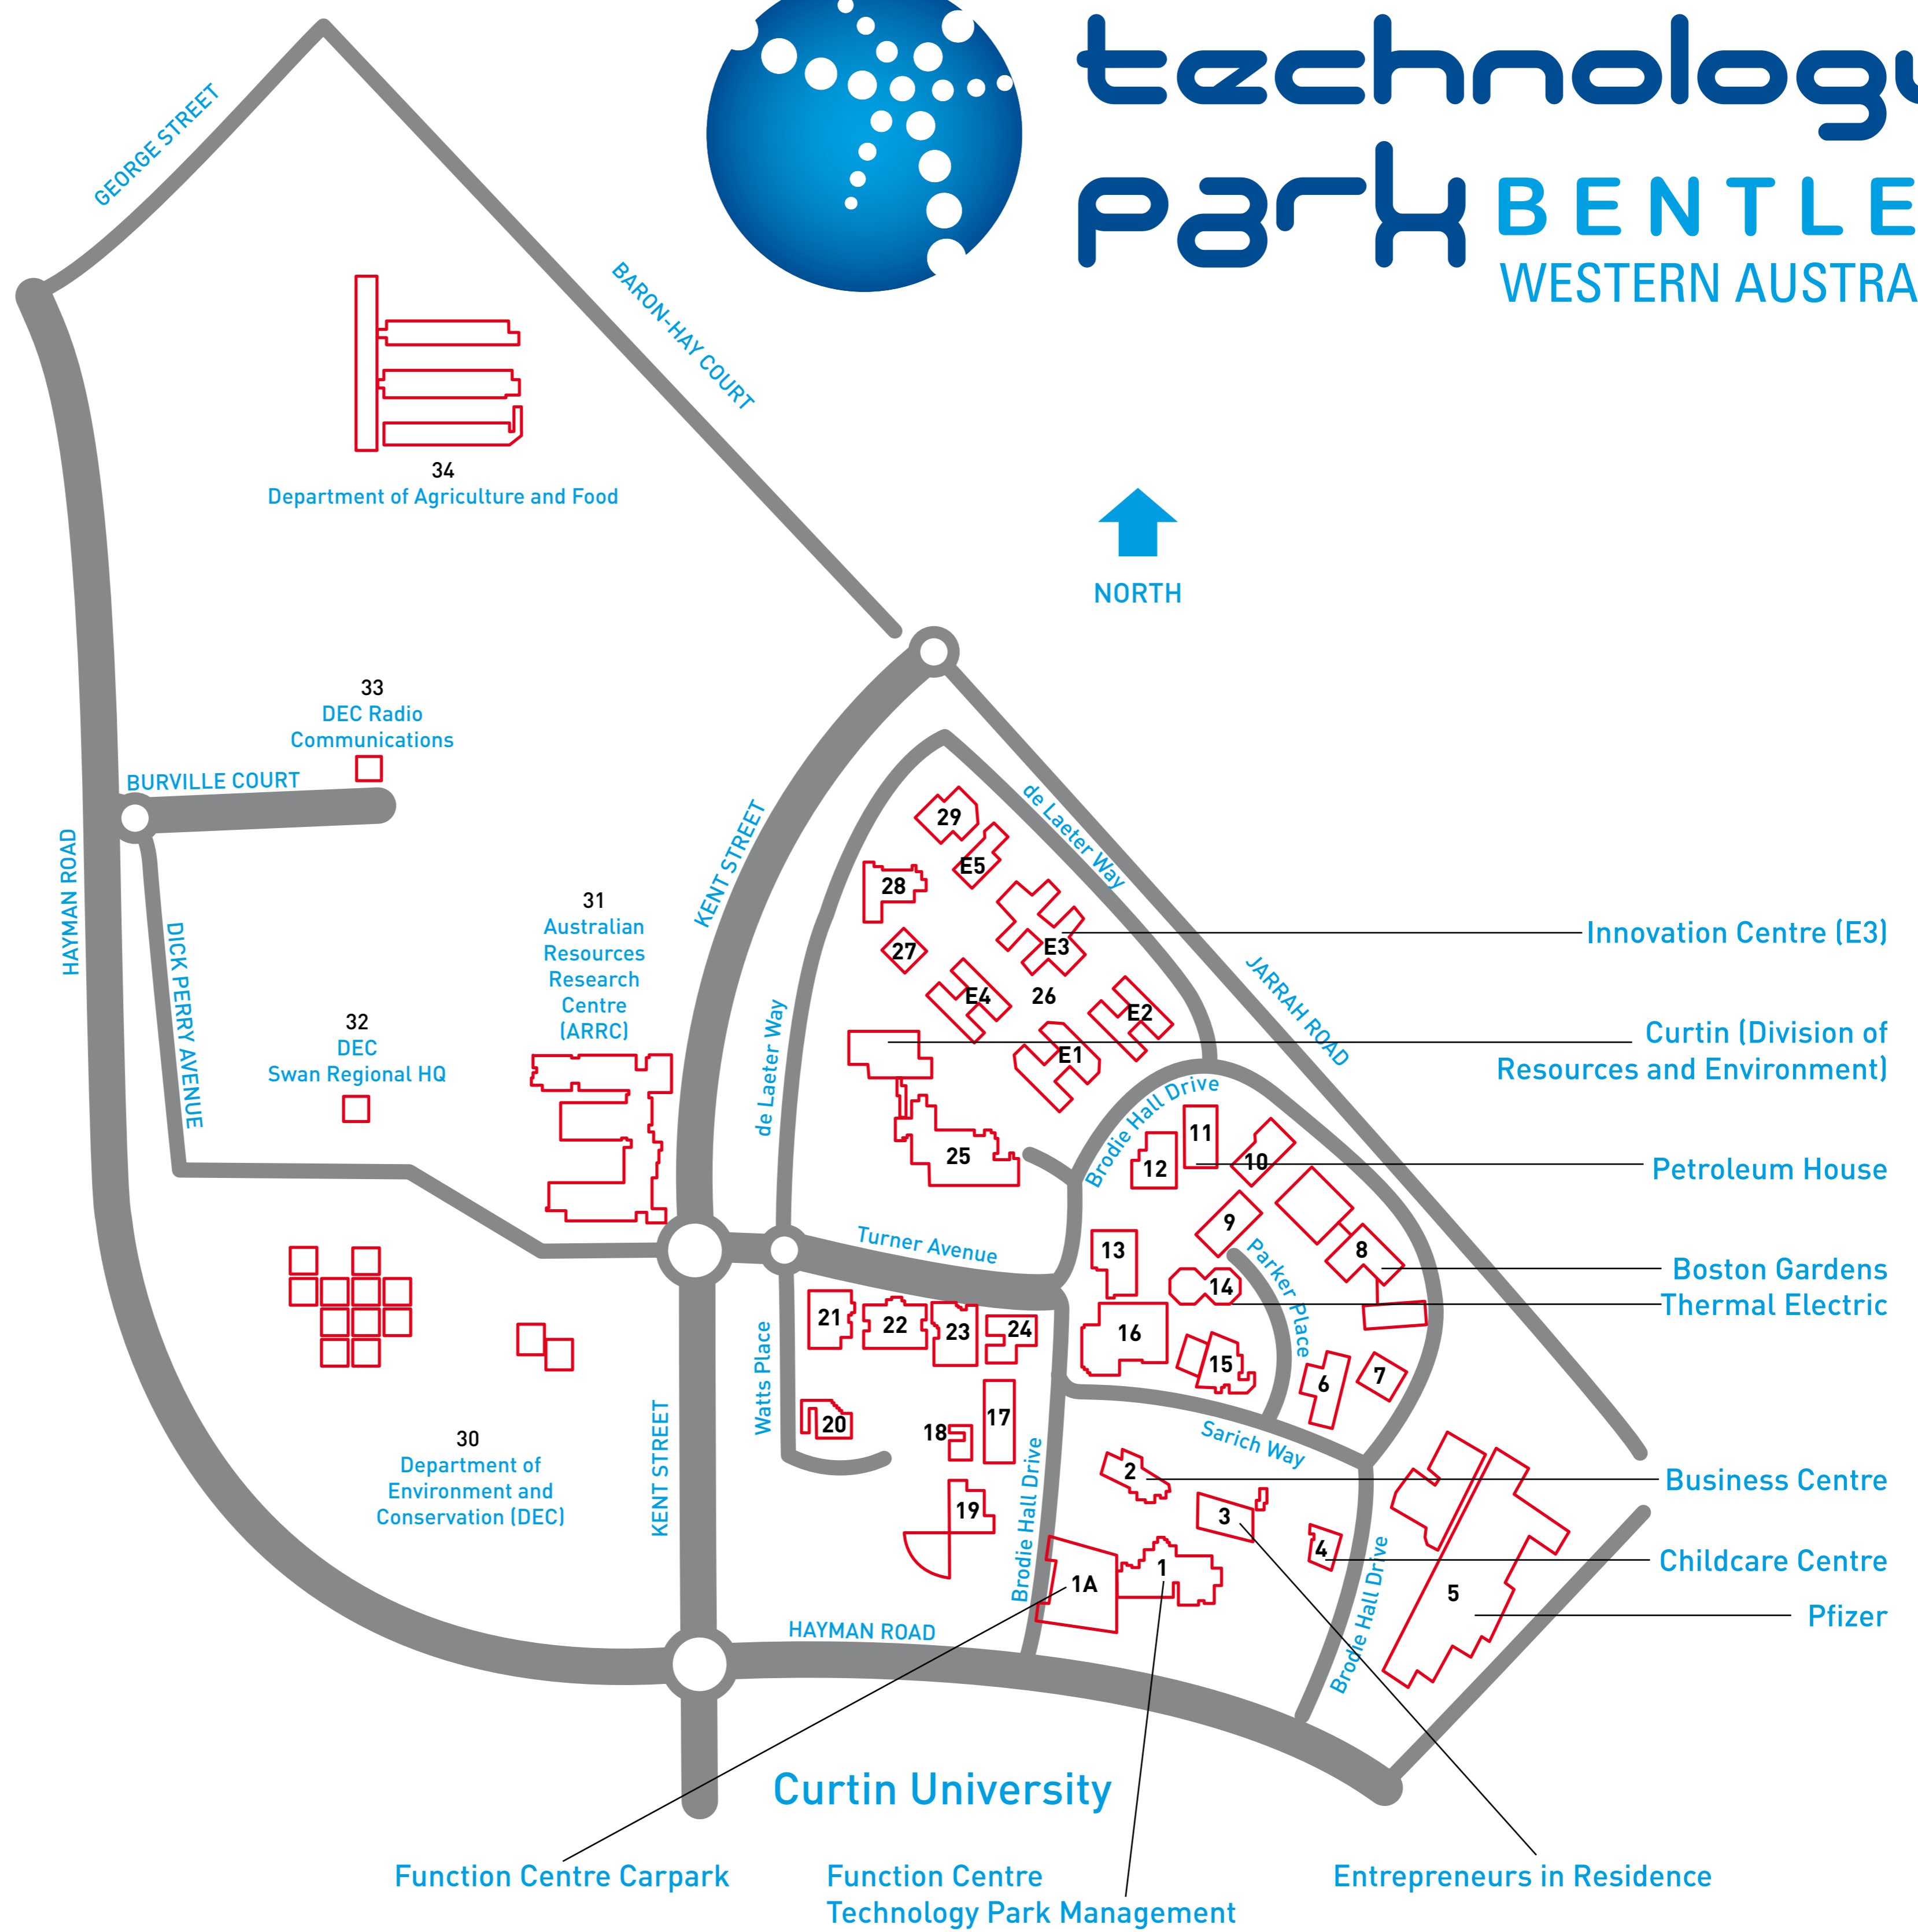 technology
park BENTLE
WESTERN AUSTRA
GEORGE STREET
BARON-HAY COURT
34
Department of Agriculture and Food
NORTH
33
DEC Radio
Communications
BURVILLE COURT
HAYMAN ROAD
DICK PERRY AVENUE
KENT STREET
de Laeter Way
29
E5
28
E3
27
E4
26
E2
E1
Innovation Centre (E3)
JARRAH ROAD
31
Australian
Resources
Research
Centre
(ARRC)
32
DEC
Swan Regional HQ
de Laeter Way
Curtin (Division of
Resources and Environment)
Brodie Hall Drive
11
12
10
25
Petroleum House
9
Turner Avenue
13
Parker Place
8
14
Boston Gardens
Thermal Electric
21
22
23
24
16
15
6
7
Watts Place
20
18
17
Sarich Way
KENT STREET
30
Department of
Environment and
Conservation (DEC)
19
Brodie Hall Drive
2
Business Centre
3
4
Childcare Centre
1A
1
5
Pfizer
Brodie Hall Drive
HAYMAN ROAD
Curtin University
Function Centre Carpark
Function Centre
Technology Park Management
Entrepreneurs in Residence